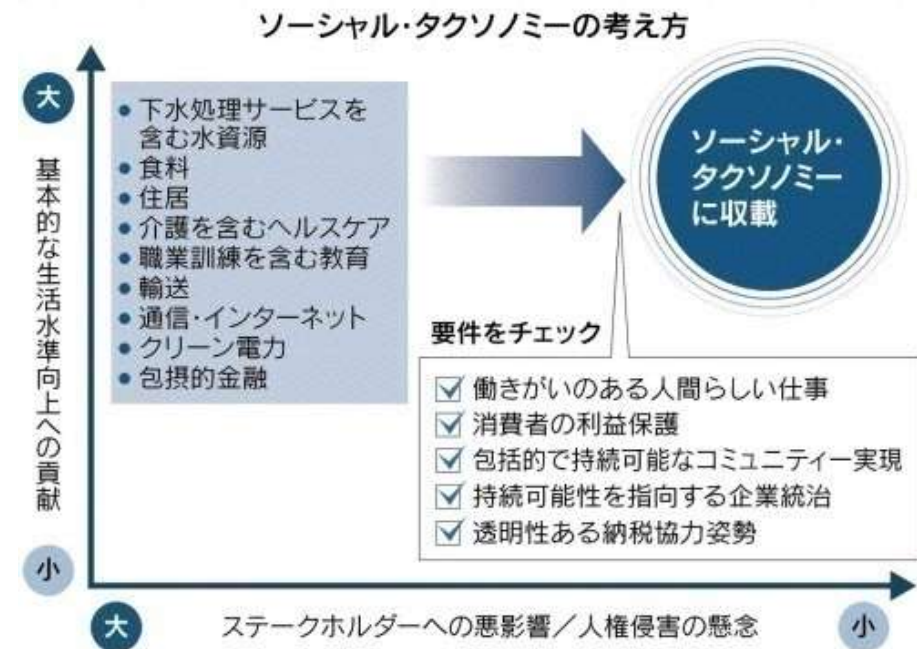 ソーシャル・タクソノミーの考え方
大
基本的な生活水準向上への貢献
小
● 下水処理サービスを
含む水資源
● 食料
● 住居
● 介護を含むヘルスケア
● 職業訓練を含む教育
● 輸送
● 通信・インターネット
● クリーン電力
● 包摂的金融
ソーシャル・
タクソノミー
に収載
要件をチェック
働きがいのある人間らしい仕事
消費者の利益保護
包括的で持続可能なコミュニティー実現
持続可能性を指向する企業統治
透明性ある納税協力姿勢
大
ステークホルダーへの悪影響／人権侵害の懸念
小